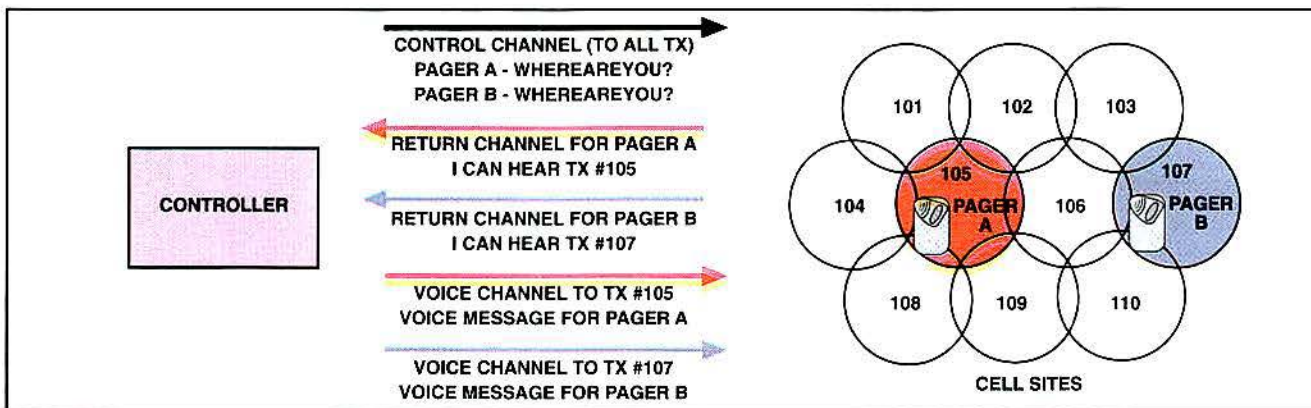 CONTROLLER
CONTROL CHANNEL (TO ALL TX)
PAGER A - WHEREAREYOU?
PAGER B - WHEREAREYOU?
RETURN CHANNEL FOR PAGER A
I CAN HEAR TX #105
RETURN CHANNEL FOR PAGER B
I CAN HEAR TX #107
VOICE CHANNEL TO TX #105
VOICE MESSAGE FOR PAGER A
VOICE CHANNEL TO TX #107
VOICE MESSAGE FOR PAGER B
101
102
103
104
105
PAGER
A
106
107
PAGER
B
108
109
110
CELL SITES